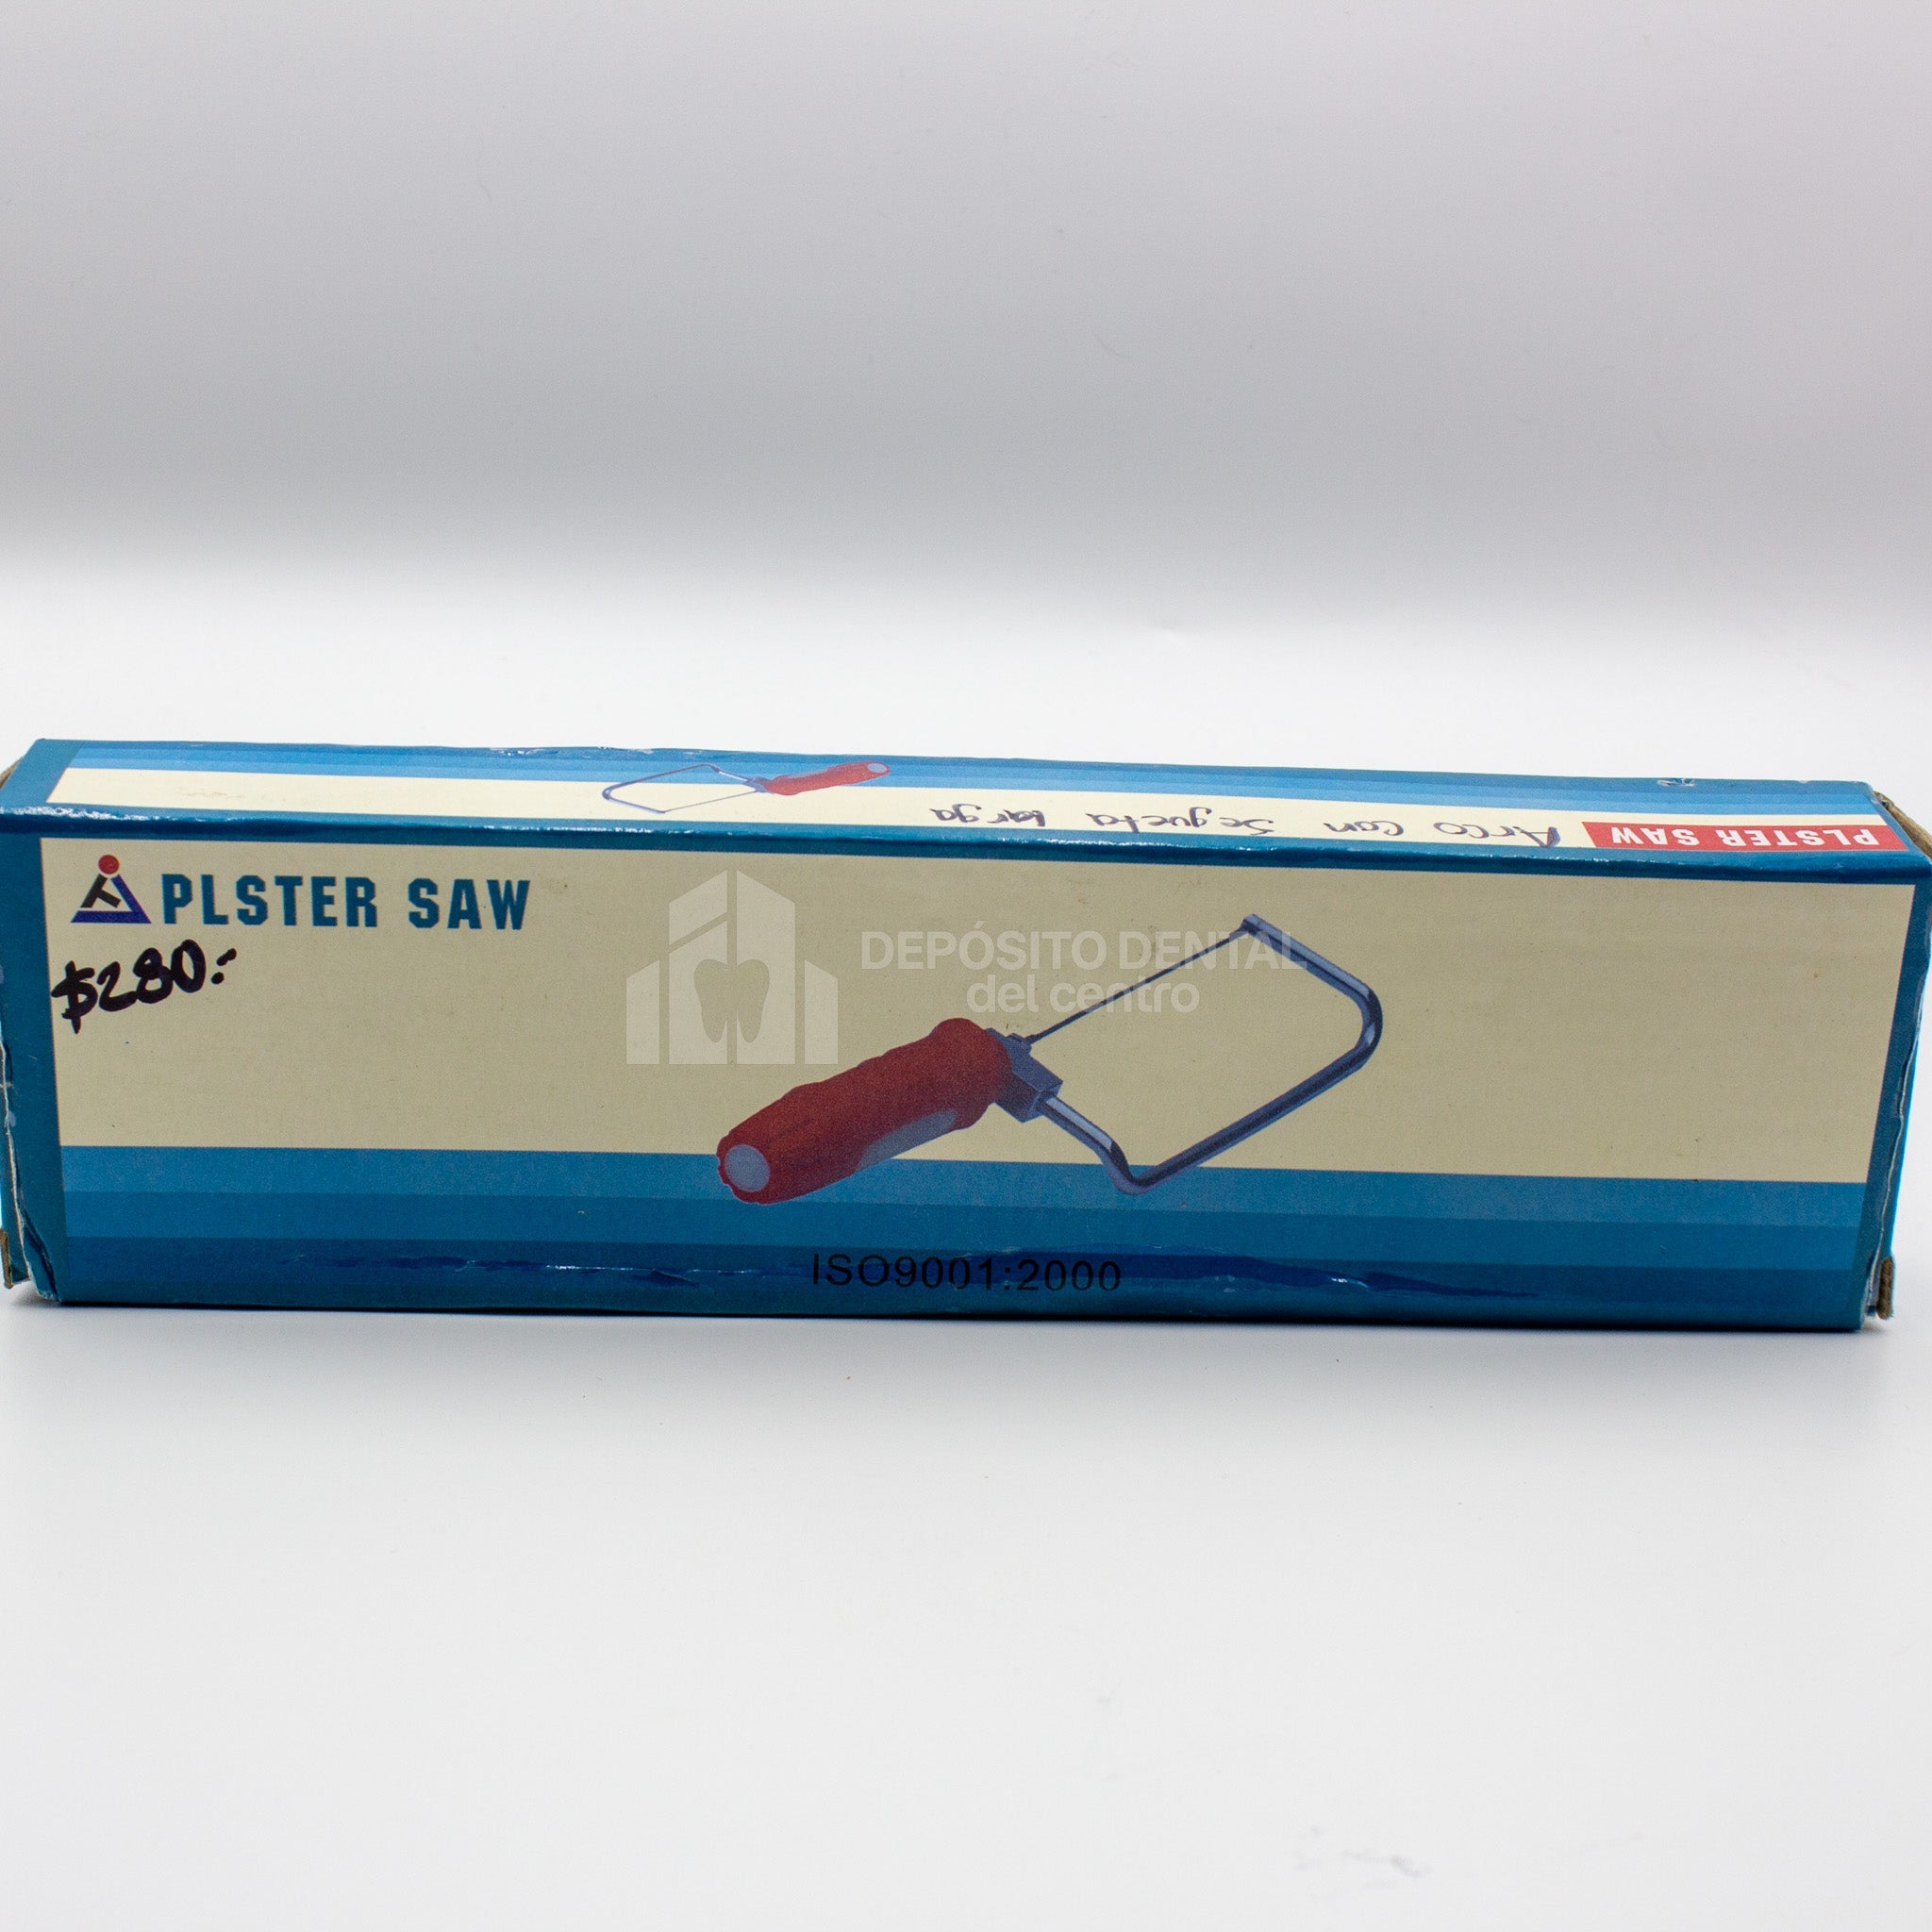 PLSTER SAW Arco Con Segueta larga
PLSTER SAW
$280.-
DEPÓSITO DENTAL
del centro
ISO9001:2000